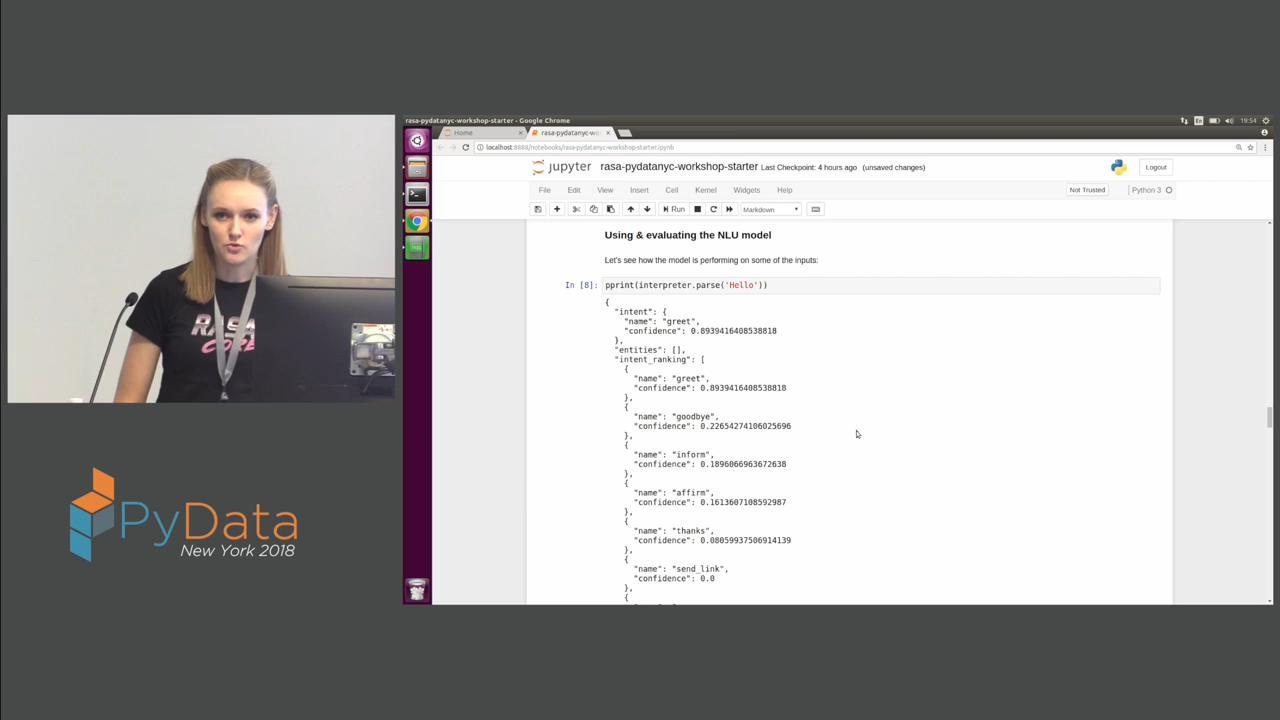 RASA
CORE
PyData
New York 2018
rasa-pydatanyc-workshop-starter - Google Chrome
En
19:54
Home
rasa-pydatanyc-wo
localhost:8888/notebooks/rasa-pydatanyc-workshop-starter.ipynb
jupyter rasa-pydatanyc-workshop-starter Last Checkpoint: 4 hours ago (unsaved changes)
Logout
File Edit View Insert Cell Kernel Widgets Help
Not Trusted
Python 3
Run
Markdown
Using & evaluating the NLU model
Let's see how the model is performing on some of the inputs:
In [8]: pprint(interpreter.parse('Hello'))
{
"intent": {
"name": "greet",
"confidence": 0.8939416408538818
},
"entities": [],
"intent_ranking": [
{
"name": "greet",
"confidence": 0.8939416408538818
},
{
"name": "goodbye",
"confidence": 0.22654274106025696
},
{
"name": "inform",
"confidence": 0.1896066963672638
},
{
"name": "affirm",
"confidence": 0.1613607108592987
},
{
"name": "thanks",
"confidence": 0.08059937506914139
},
{
"name": "send_link",
"confidence": 0.0
},
{